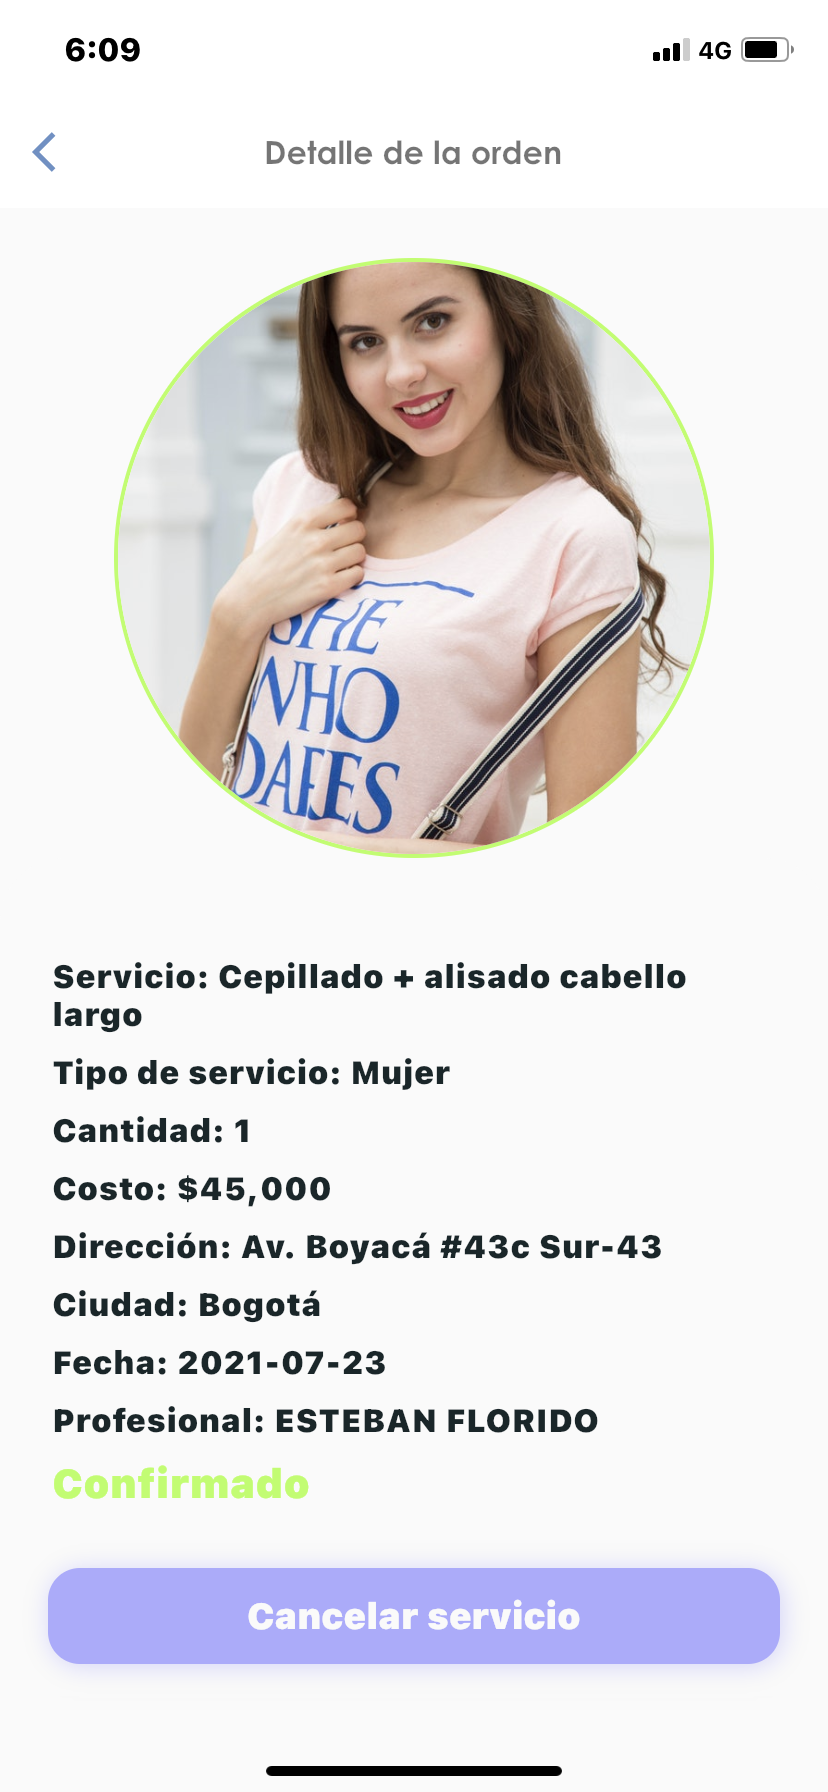 6:09
4G
Detalle de la orden
SHE
WHO
DARES
Servicio: Cepillado + alisado cabello
largo
Tipo de servicio: Mujer
Cantidad: 1
Costo: $45,000
Dirección: Av. Boyacá #43c Sur-43
Ciudad: Bogotá
Fecha: 2021-07-23
Profesional: ESTEBAN FLORIDO
Confirmado
Cancelar servicio